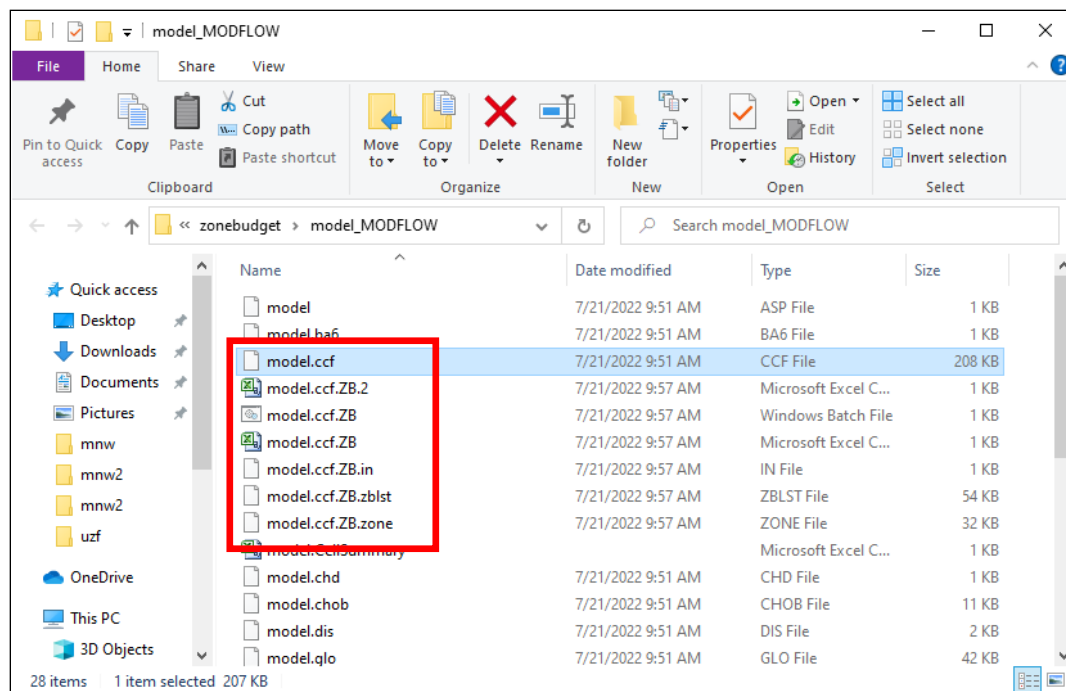 model_MODFLOW
File Home Share View
Pin to Quick access
Copy
Paste
Cut
Copy path
Paste shortcut
Clipboard
Move to
Copy to
Delete
Rename
Organize
New folder
New
Properties
Open
Edit
History
Open
Select all
Select none
Invert selection
Select
« zonebudget › model_MODFLOW
Search model_MODFLOW
Quick access
Desktop
Downloads
Documents
Pictures
mnw
mnw2
mnw2
uzf
OneDrive
This PC
3D Objects
Name Date modified Type Size
model 7/21/2022 9:51 AM ASP File 1 KB
model.ba6 7/21/2022 9:51 AM BA6 File 1 KB
model.ccf 7/21/2022 9:51 AM CCF File 208 KB
model.ccf.ZB.2 7/21/2022 9:57 AM Microsoft Excel C... 1 KB
model.ccf.ZB 7/21/2022 9:57 AM Windows Batch File 1 KB
model.ccf.ZB 7/21/2022 9:57 AM Microsoft Excel C... 1 KB
model.ccf.ZB.in 7/21/2022 9:57 AM IN File 1 KB
model.ccf.ZB.zblst 7/21/2022 9:57 AM ZBLST File 54 KB
model.ccf.ZB.zone 7/21/2022 9:57 AM ZONE File 32 KB
model.CellSummary Microsoft Excel C... 1 KB
model.chd 7/21/2022 9:51 AM CHD File 1 KB
model.chob 7/21/2022 9:51 AM CHOB File 11 KB
model.dis 7/21/2022 9:51 AM DIS File 2 KB
model.glo 7/21/2022 9:51 AM GLO File 42 KB
28 items 1 item selected 207 KB